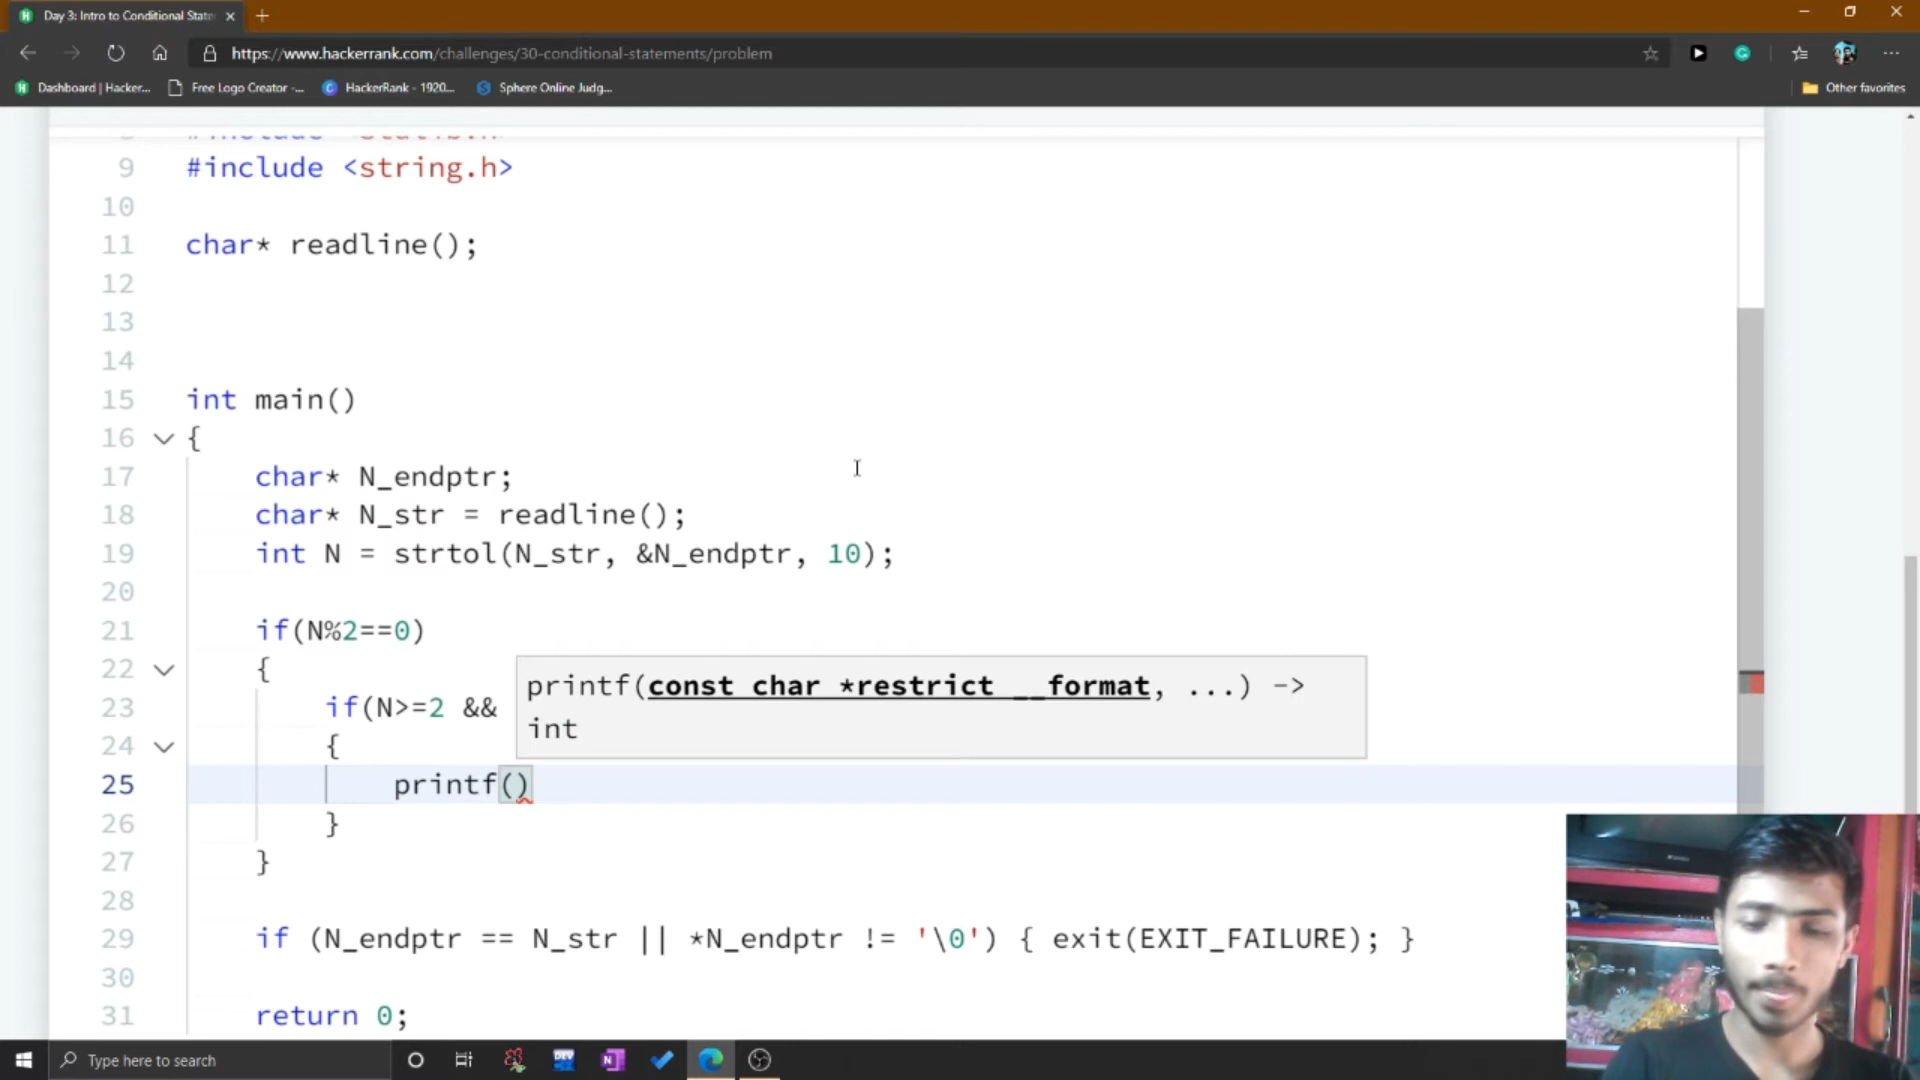 Day 3: Intro to Conditional State
https://www.hackerrank.com/challenges/30-conditional-statements/problem
Dashboard | Hacker...
Free Logo Creator -...
HackerRank - 1920...
Sphere Online Judg...
Other favorites
9 #include <string.h>
10
11 char* readline();
12
13
14
15 int main()
16 {
17 char* N_endptr;
18 char* N_str = readline();
19 int N = strtol(N_str, &N_endptr, 10);
20
21 if(N%2==0)
22 {
printf(const char *restrict __format, ...) ->
int
23 if(N>=2 &&
24 {
25 printf()
26 }
27 }
28
29 if (N_endptr == N_str || *N_endptr != '\0') { exit(EXIT_FAILURE); }
30
31 return 0;
Type here to search
DEV
N